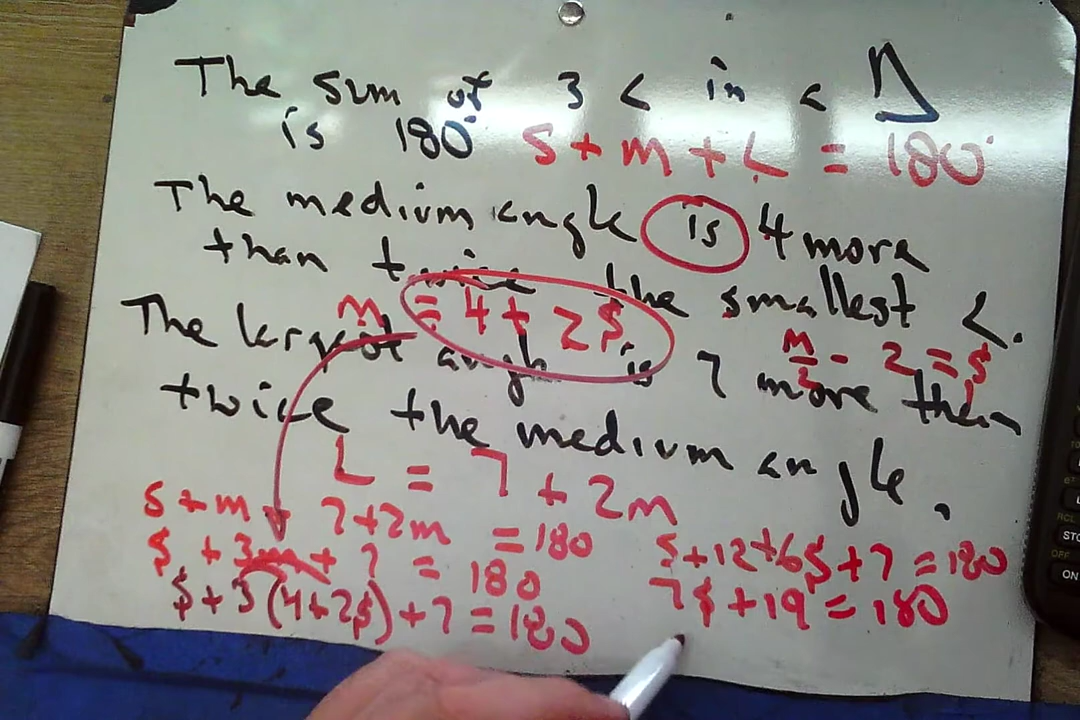 The sum of 3 < in a Δ
is 180° S + m + L = 180°
The medium angle is 4 more
than twice the smallest <.
m = 4 + 2S
m/2 - 2 = S
The largest angle is 7 more than
twice the medium angle.
L = 7 + 2m
S + m 7 + 2m = 180
S + 3m + 7 = 180
S + 3(4 + 2S) + 7 = 180
S + 12 + 6S + 7 = 180
7S + 19 = 180
STO
ON